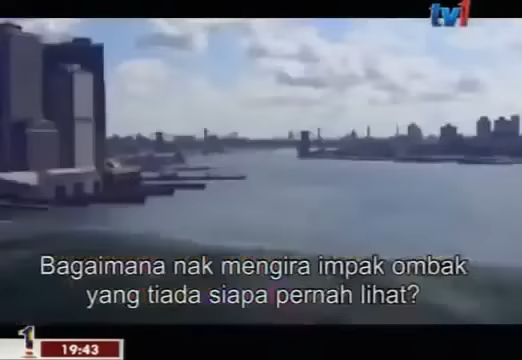 tv1
Bagaimana nak mengira impak ombak
yang tiada siapa pernah lihat?
1
19:43